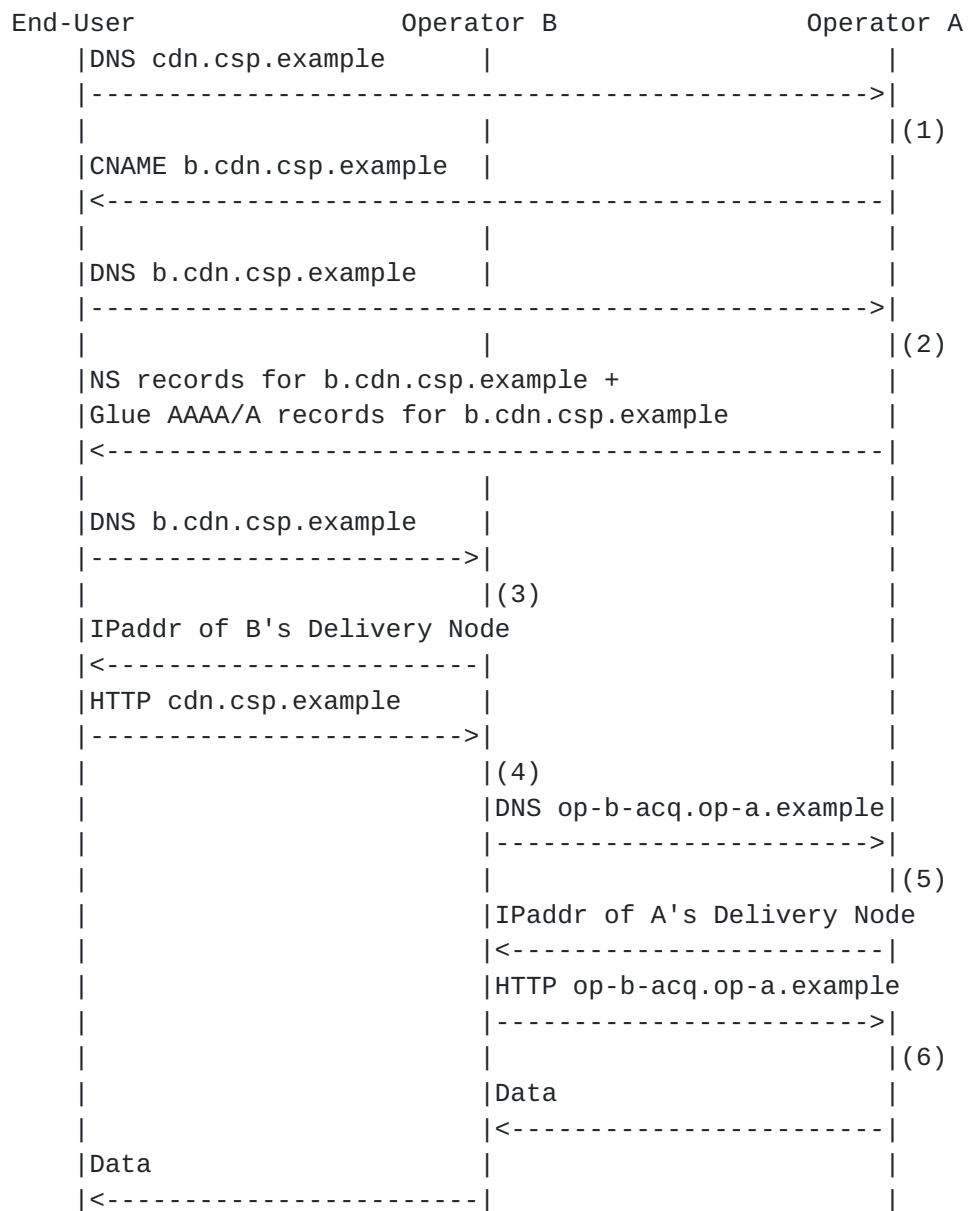 End-User Operator B Operator A
|DNS cdn.csp.example | |
|-------------------------------------------------->|
| | |(1)
|CNAME b.cdn.csp.example | |
|<--------------------------------------------------|
| | |
|DNS b.cdn.csp.example | |
|-------------------------------------------------->|
| | |(2)
|NS records for b.cdn.csp.example + |
|Glue AAAA/A records for b.cdn.csp.example |
|<--------------------------------------------------|
| | |
|DNS b.cdn.csp.example | |
|------------------------>| |
| |(3) |
|IPaddr of B's Delivery Node |
|<------------------------| |
|HTTP cdn.csp.example | |
|------------------------>| |
| |(4) |
| |DNS op-b-acq.op-a.example|
| |------------------------>|
| | |(5)
| |IPaddr of A's Delivery Node
| |<------------------------|
| |HTTP op-b-acq.op-a.example
| |------------------------>|
| | |(6)
| |Data |
| |<------------------------|
|Data | |
|<------------------------| |